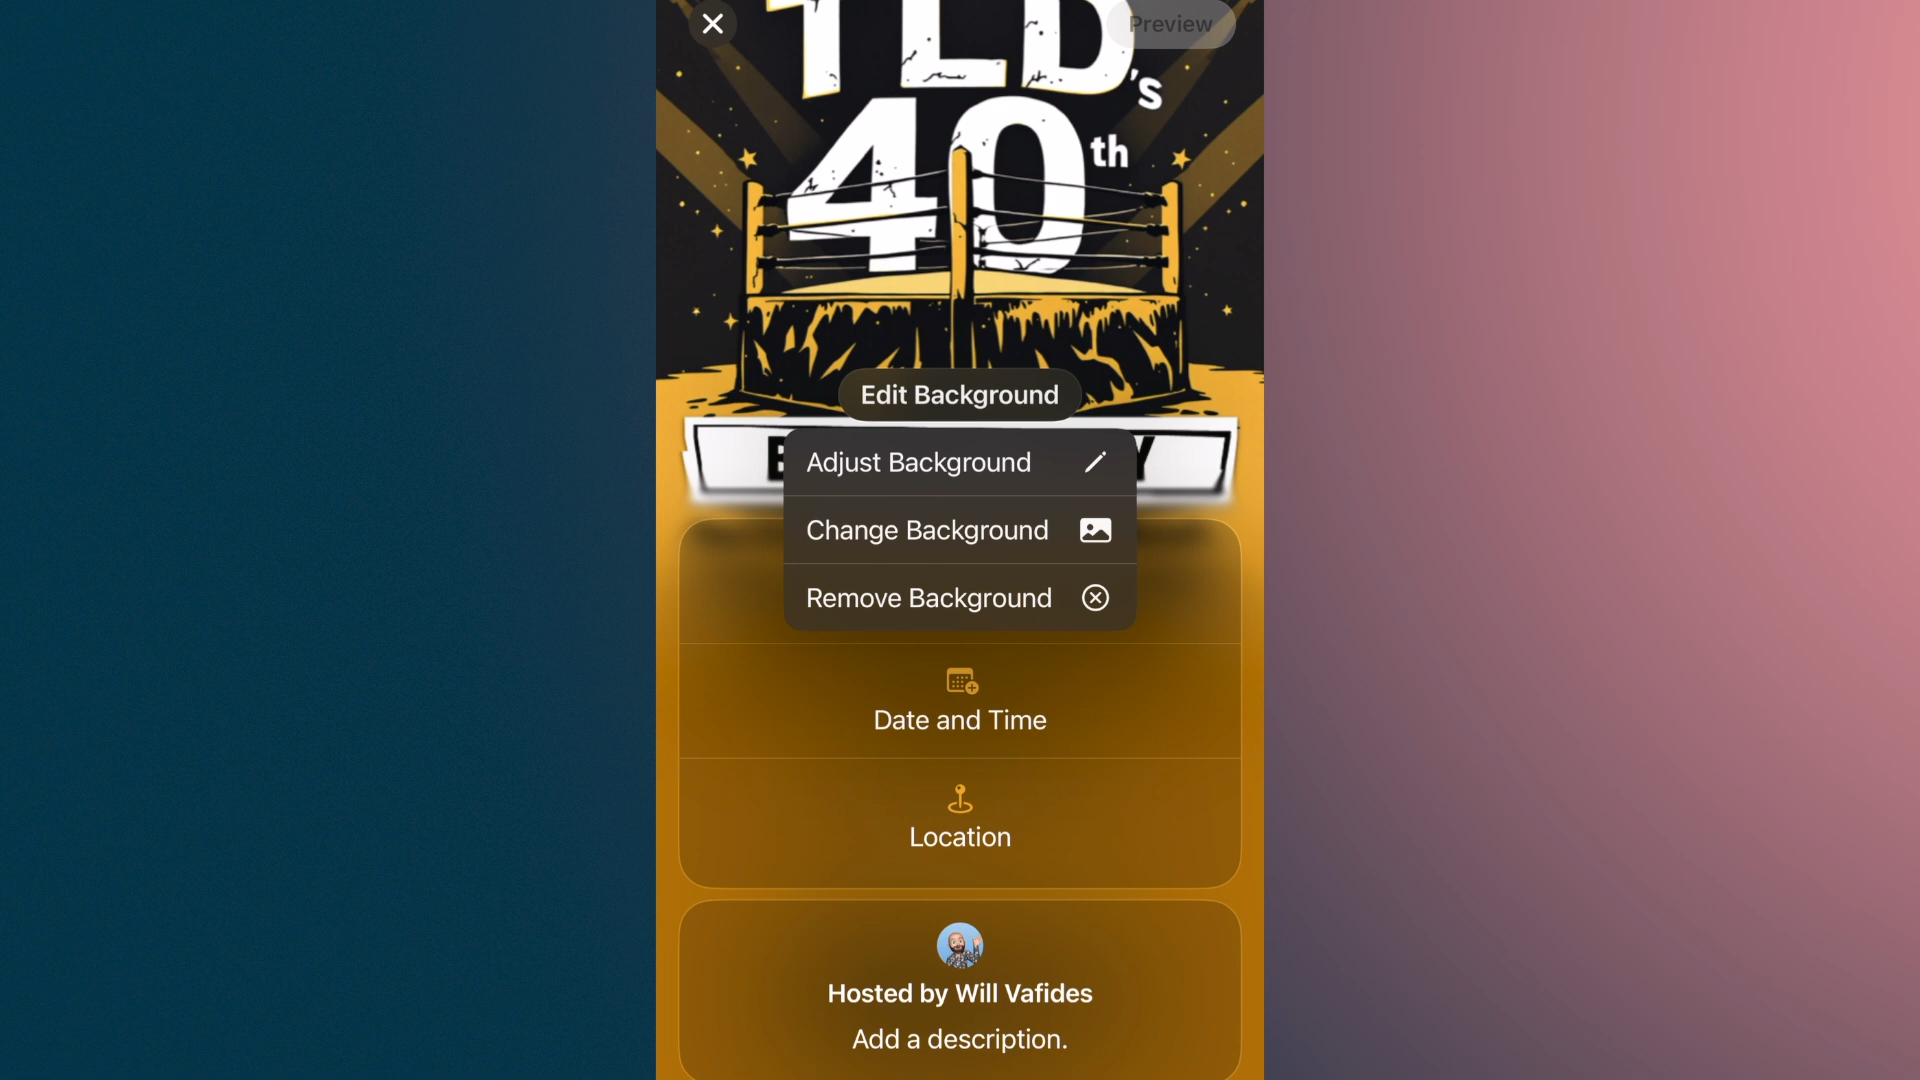 Preview
TLD's
40th
Edit Background
Adjust Background
Change Background
Remove Background
Date and Time
Location
Hosted by Will Vafides
Add a description.